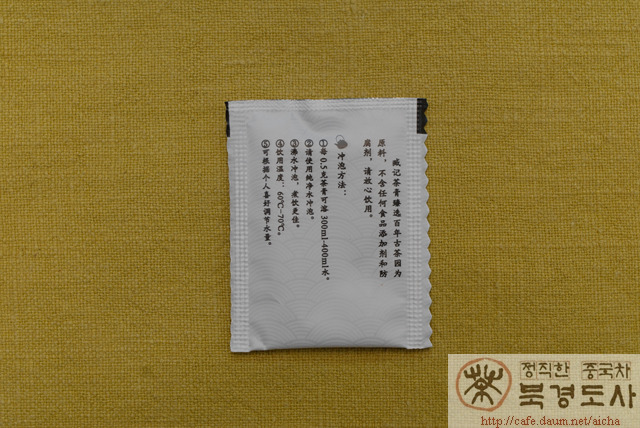 臧记茶膏臻选百年古茶园为
原料，不含任何食品添加剂和防
腐剂，请放心饮用。
冲泡方法：
①每0.5克茶膏可溶300ml-400ml水。
②请使用纯净水冲泡。
③沸水冲泡，煮饮更佳。
④饮用温度：60℃~70℃。
⑤可根据个人喜好调节水量。
정직한 중국차
북경도사
http://cafe.daum.net/aicha